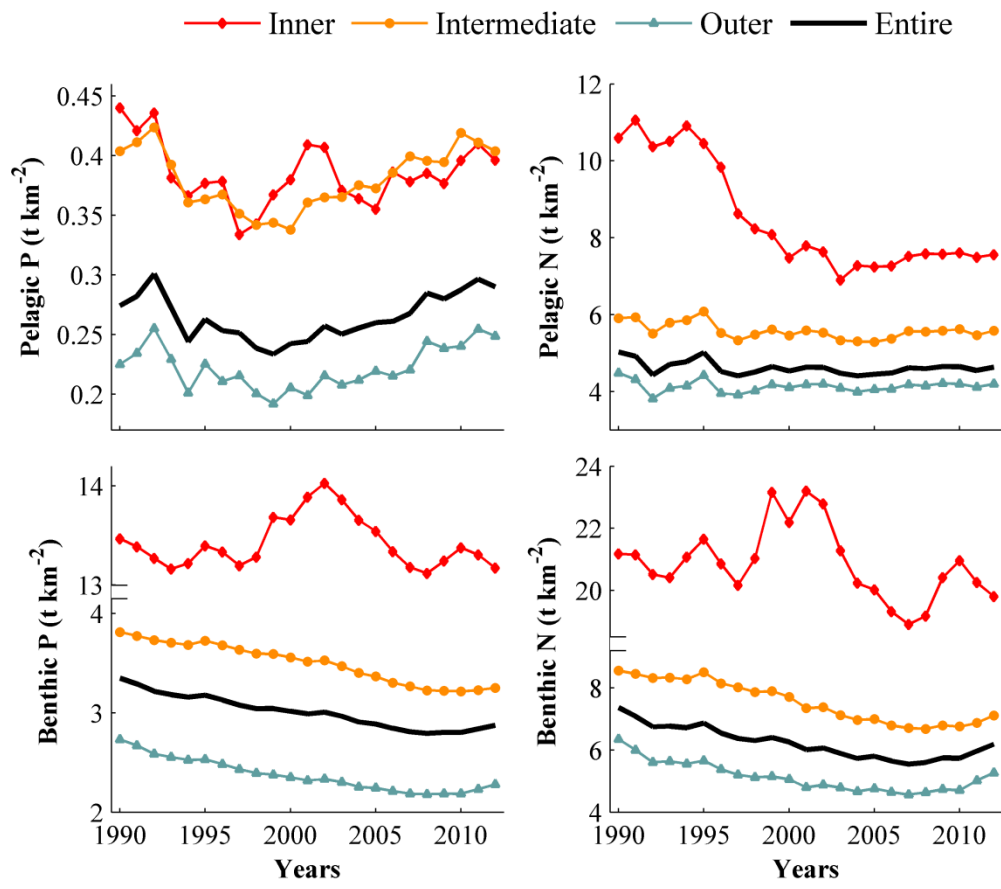 Inner Intermediate Outer Entire
Pelagic P (t km-2)
0.45
0.4
0.35
0.3
0.25
0.2
Pelagic N (t km-2)
12
10
8
6
4
Benthic P (t km-2)
14
13
4
3
2
1990 1995 2000 2005 2010
Years
Benthic N (t km-2)
24
22
20
8
6
4
1990 1995 2000 2005 2010
Years